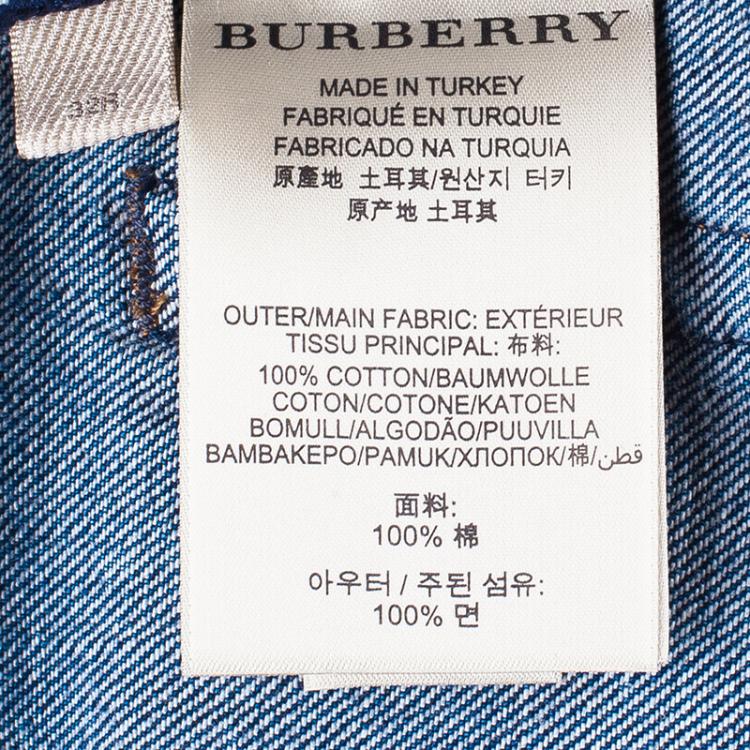 BURBERRY
MADE IN TURKEY
FABRIQUÉ EN TURQUIE
FABRICADO NA TURQUIA
原產地 土耳其/원산지 터키
原产地 土耳其
OUTER/MAIN FABRIC: EXTÉRIEUR
TISSU PRINCIPAL: 布料:
100% COTTON/BAUMWOLLE
COTON/COTONE/KATOEN
BOMULL/ALGODÃO/PUUVILLA
ΒΑΜΒΑΚΕΡΟ/PAMUK/ХЛОПОК/棉/قطن
面料:
100% 棉
아우터 / 주된 섬유:
100% 면